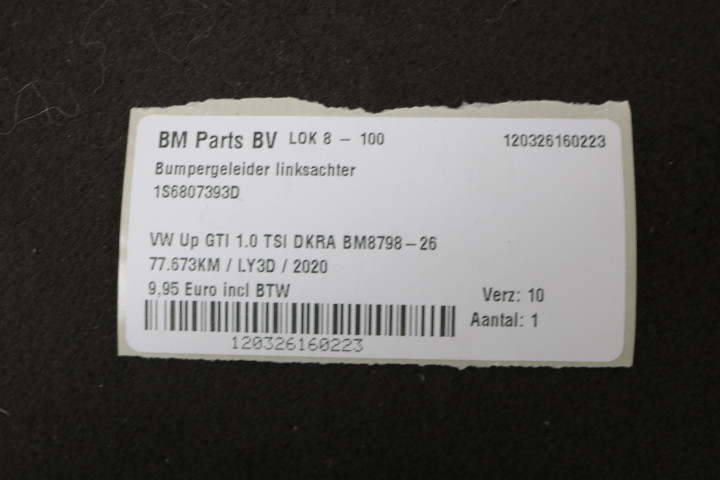 BM Parts BV LOK 8 - 100 120326160223
Bumpergeleider linksachter
1S6807393D
VW Up GTI 1.0 TSI DKRA BM8798-26
77.673KM / LY3D / 2020
9,95 Euro incl BTW
Verz: 10
Aantal: 1
120326160223